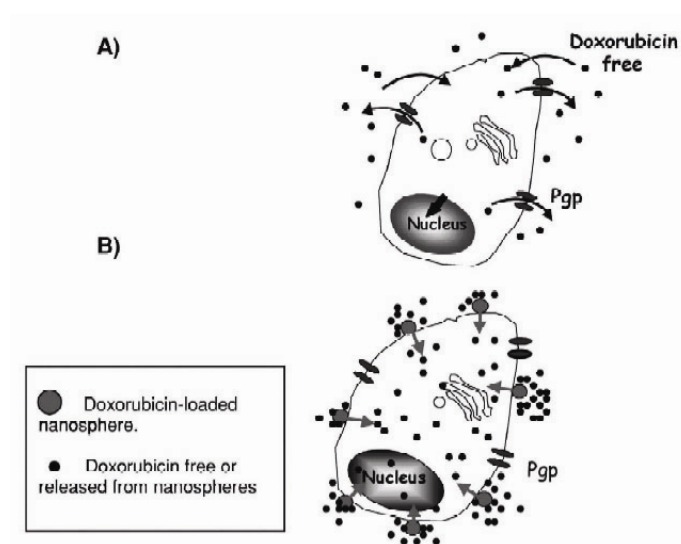 A)
Doxorubicin
free
Pgp
Nucleus
B)
Doxorubicin-loaded
nanosphere.
Doxorubicin free or
released from nanospheres
Nucleus
Pgp